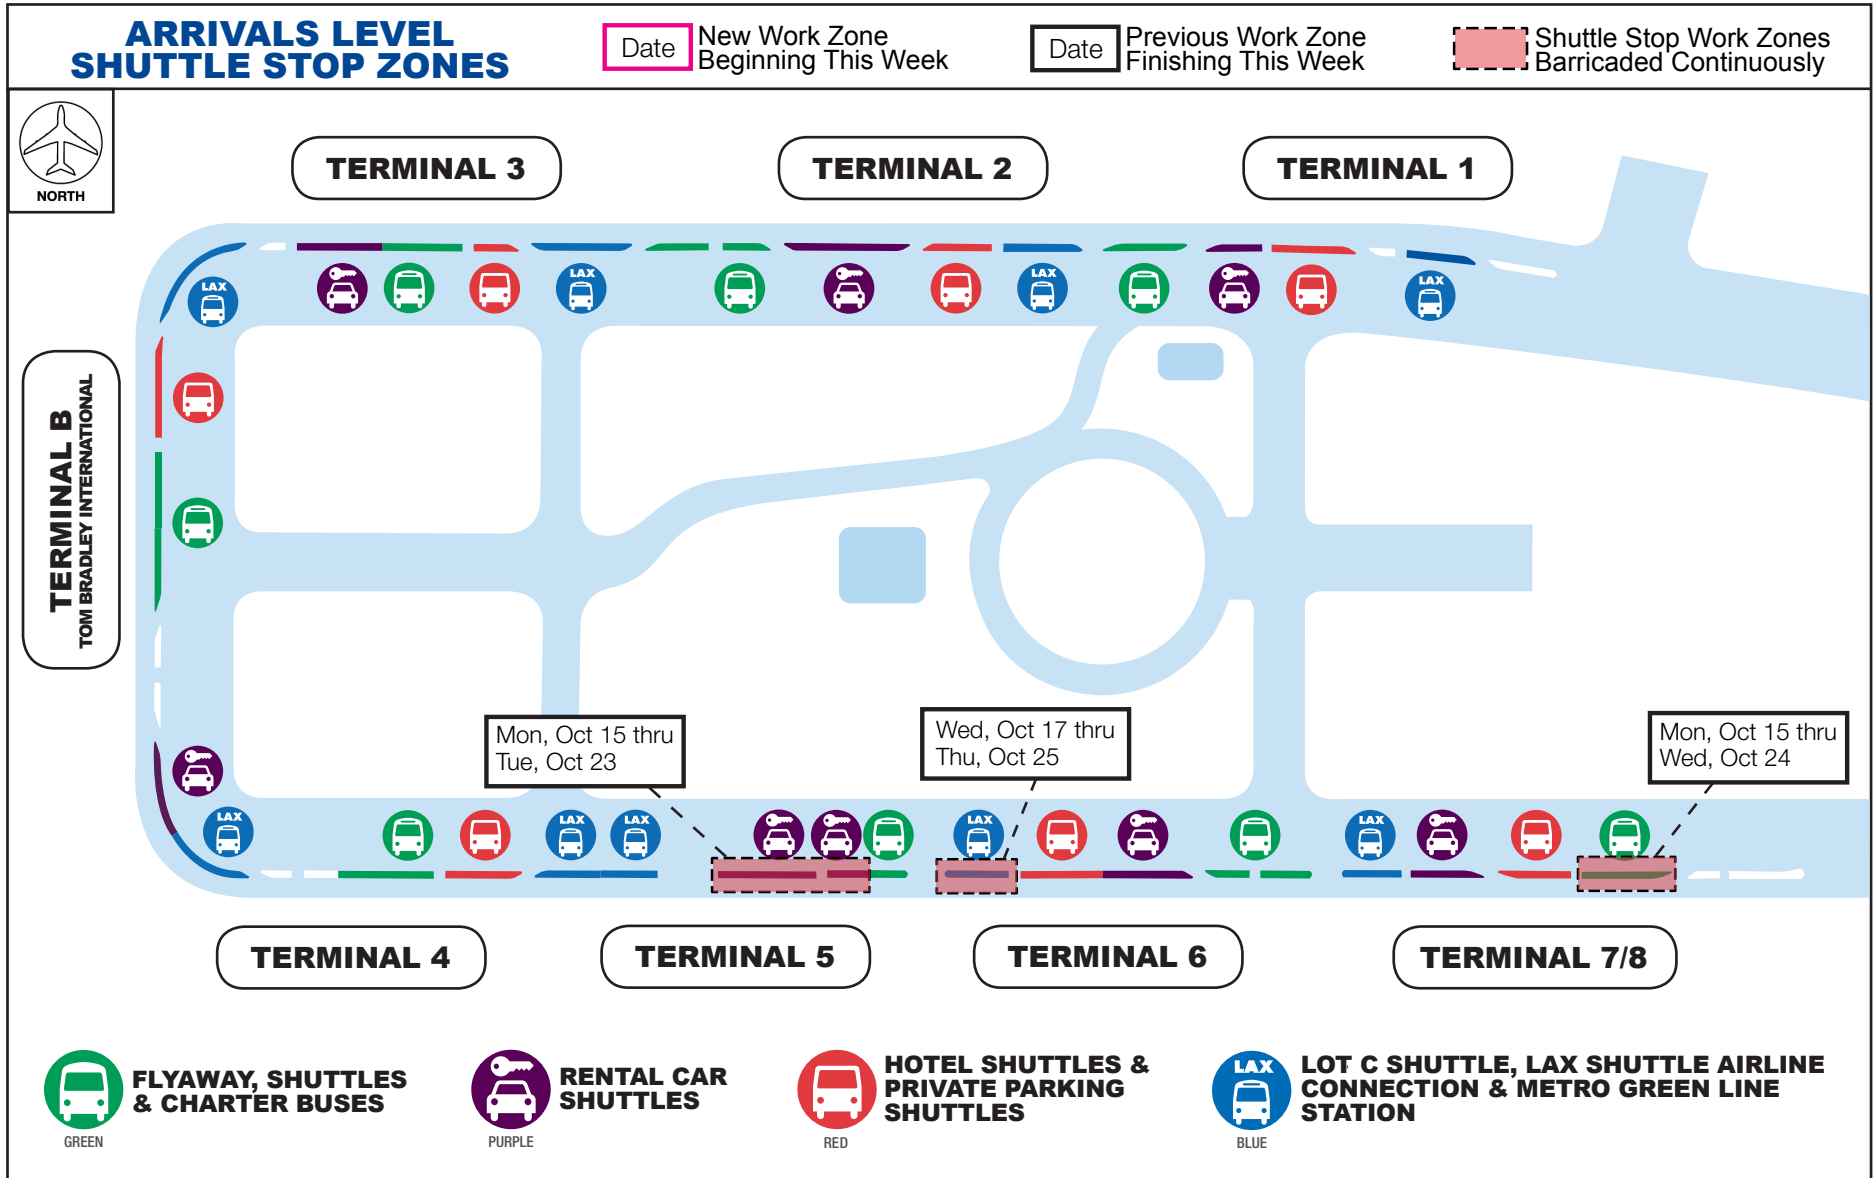 ARRIVALS LEVEL
SHUTTLE STOP ZONES
Date
New Work Zone
Beginning This Week
Date
Previous Work Zone
Finishing This Week
Shuttle Stop Work Zones
Barricaded Continuously
NORTH
TERMINAL 3
TERMINAL 2
TERMINAL 1
LAX
LAX
LAX
LAX
TERMINAL B
TOM BRADLEY INTERNATIONAL
Mon, Oct 15 thru
Tue, Oct 23
Wed, Oct 17 thru
Thu, Oct 25
Mon, Oct 15 thru
Wed, Oct 24
LAX
LAX
LAX
LAX
LAX
TERMINAL 4
TERMINAL 5
TERMINAL 6
TERMINAL 7/8
FLYAWAY, SHUTTLES
& CHARTER BUSES
GREEN
RENTAL CAR
SHUTTLES
PURPLE
HOTEL SHUTTLES &
PRIVATE PARKING
SHUTTLES
RED
LAX
LOT C SHUTTLE, LAX SHUTTLE AIRLINE
CONNECTION & METRO GREEN LINE
STATION
BLUE